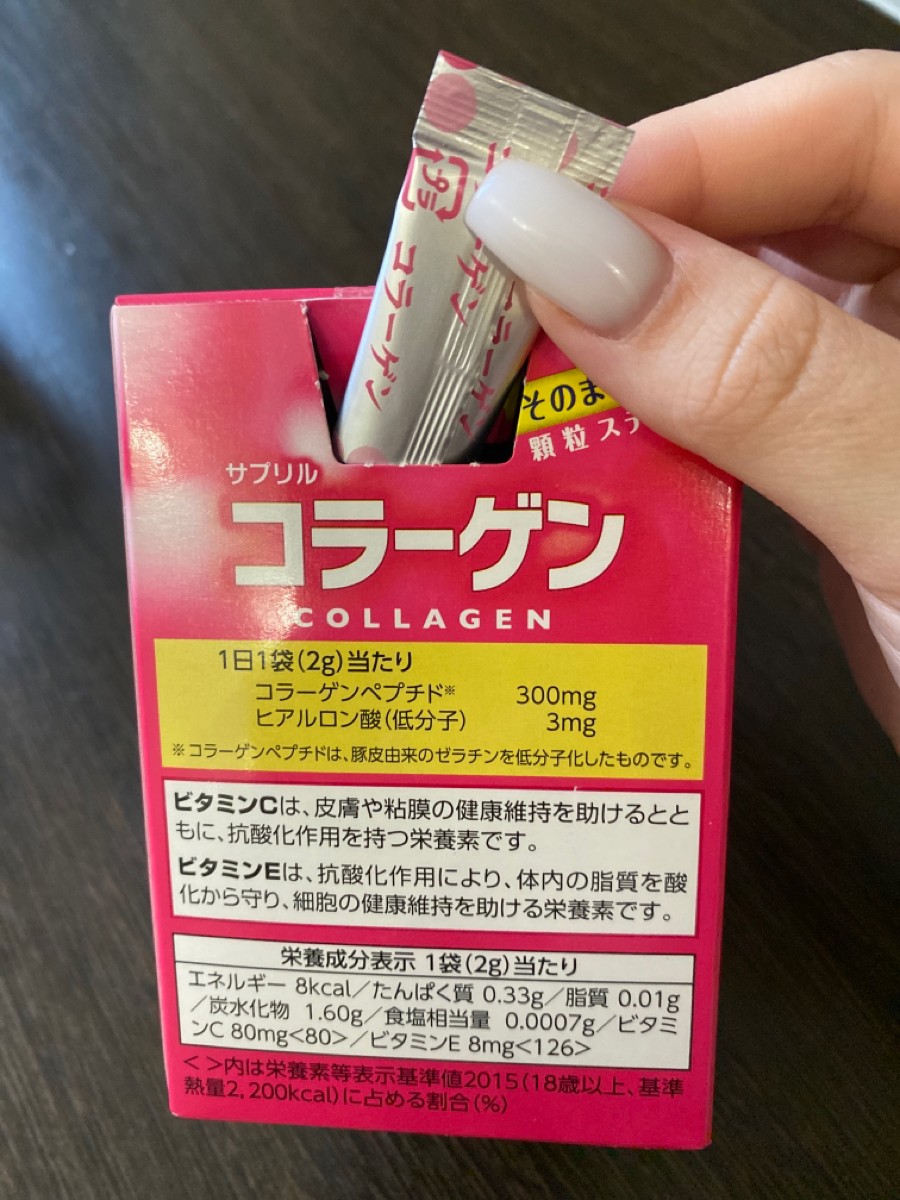 プラ
コラーゲン
コラーゲン
そのま
顆粒 ステ
サプリル
コラーゲン
COLLAGEN
1日1袋(2g)当たり
コラーゲンペプチド※ 300mg
ヒアルロン酸(低分子) 3mg
※コラーゲンペプチドは、豚皮由来のゼラチンを低分子化したものです。
ビタミンCは、皮膚や粘膜の健康維持を助けるとと
もに、抗酸化作用を持つ栄養素です。
ビタミンEは、抗酸化作用により、体内の脂質を酸
化から守り、細胞の健康維持を助ける栄養素です。
栄養成分表示 1袋(2g)当たり
エネルギー 8kcal/たんぱく質 0.33g/脂質 0.01g
/炭水化物 1.60g/食塩相当量 0.0007g/ビタミ
ンC 80mg<80>/ビタミンE 8mg<126>
< >内は栄養素等表示基準値2015(18歳以上、基準
熱量2,200kcal)に占める割合(%)